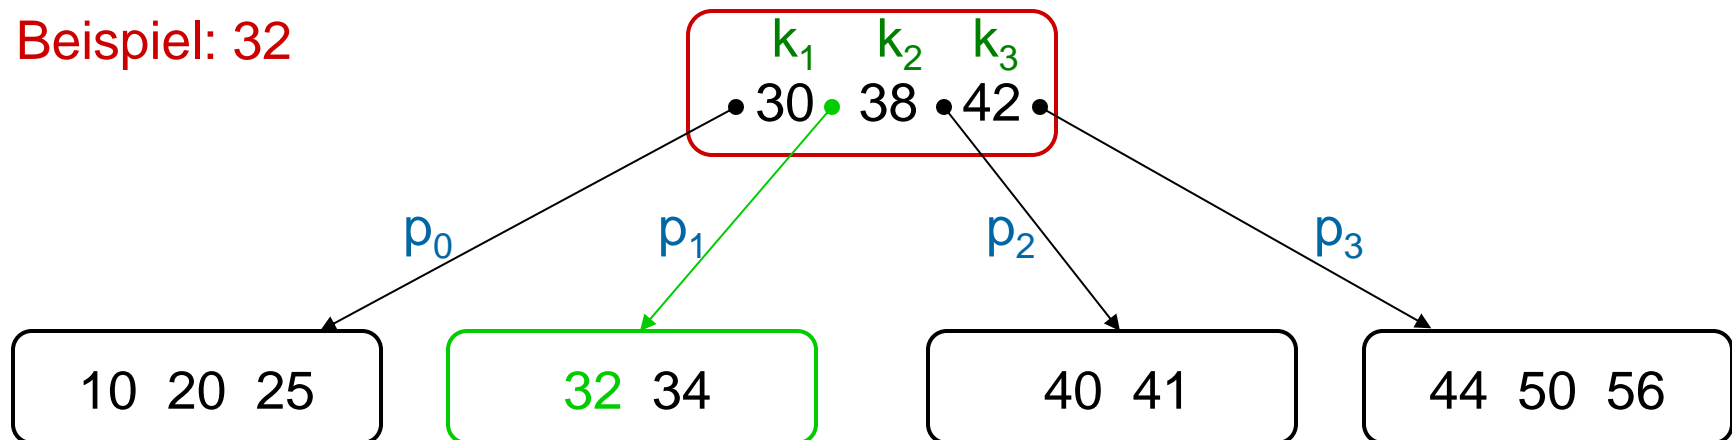 Beispiel: 32
k₁ k₂ k₃
30 38 42
p₀ p₁ p₂ p₃
10 20 25 32 34 40 41 44 50 56